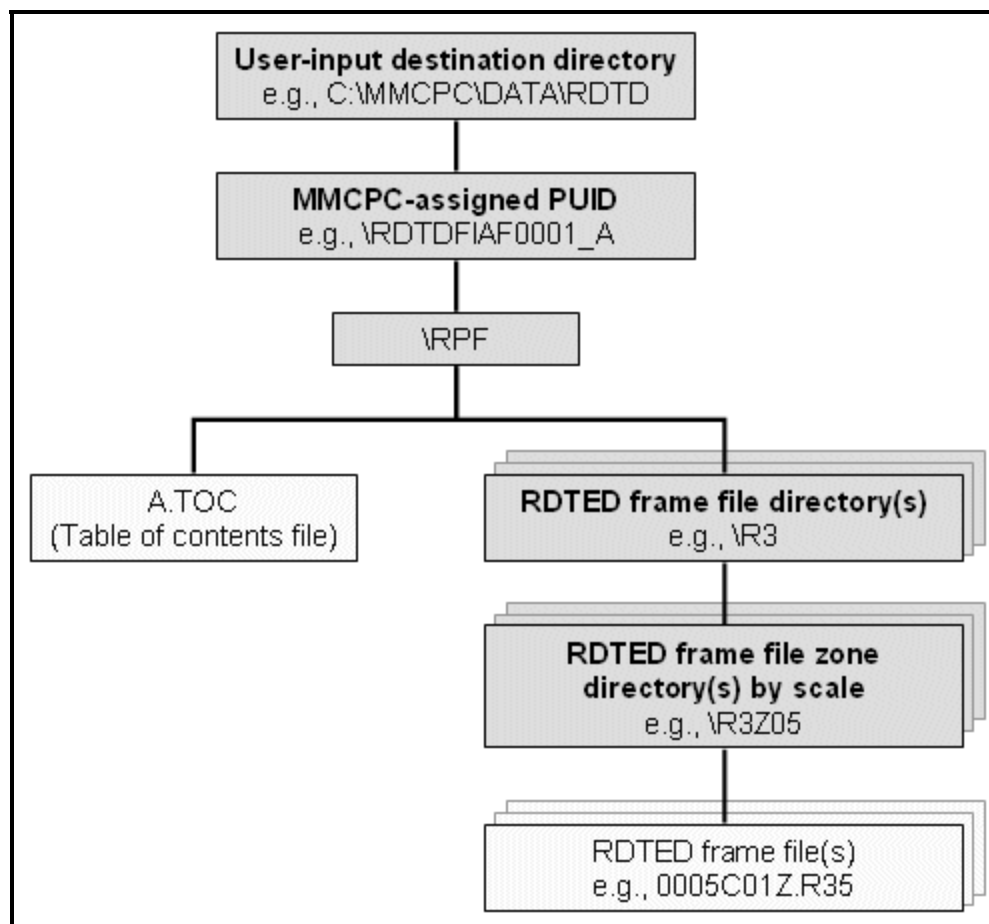 User-input destination directory
e.g., C:\MMCPC\DATA\RDTD
MMCPC-assigned PUID
e.g., \RDTDFIAF0001_A
\RPF
A.TOC
(Table of contents file)
RDTED frame file directory(s)
e.g., \R3
RDTED frame file zone
directory(s) by scale
e.g., \R3Z05
RDTED frame file(s)
e.g., 0005C01Z.R35